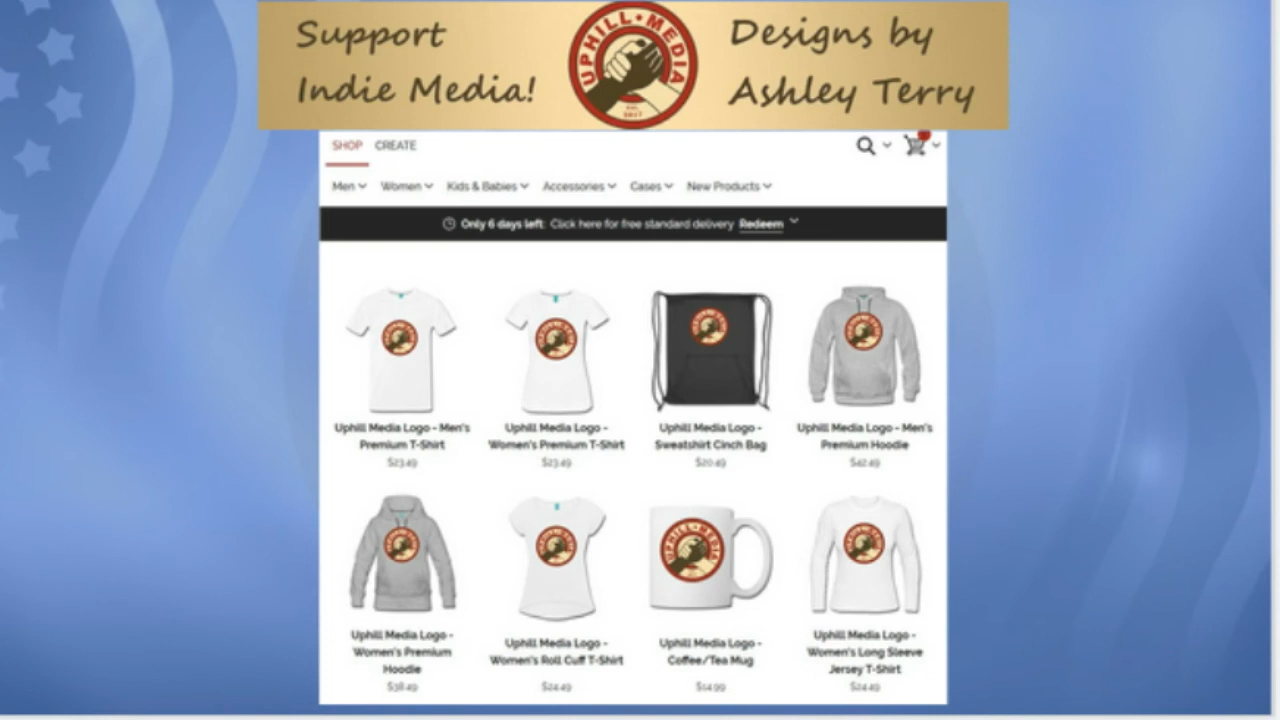 Support
Indie Media!
UPHILL • MEDIA
EST.
2017
Designs by
Ashley Terry
SHOP CREATE
Men Women Kids & Babies Accessories Cases New Products
Only 6 days left: Click here for free standard delivery Redeem
Uphill Media Logo - Men's
Premium T-Shirt
$23.49
Uphill Media Logo -
Women's Premium T-Shirt
$23.49
Uphill Media Logo -
Sweatshirt Cinch Bag
$20.49
Uphill Media Logo - Men's
Premium Hoodie
$42.49
UPHILL • MEDIA
Uphill Media Logo -
Women's Premium
Hoodie
$38.49
Uphill Media Logo -
Women's Roll Cuff T-Shirt
$24.49
Uphill Media Logo -
Coffee/Tea Mug
$14.99
Uphill Media Logo -
Women's Long Sleeve
Jersey T-Shirt
$24.49